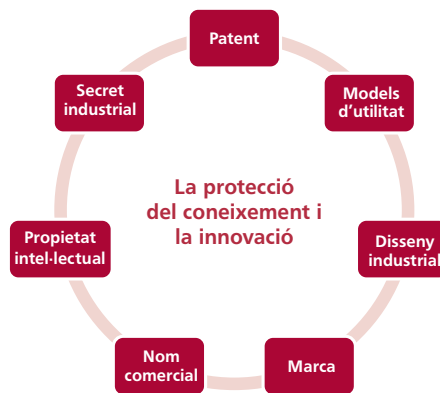 Patent
Models
d'utilitat
Disseny
industrial
Marca
Nom
comercial
Propietat
intel·lectual
Secret
industrial
La protecció
del coneixement i
la innovació